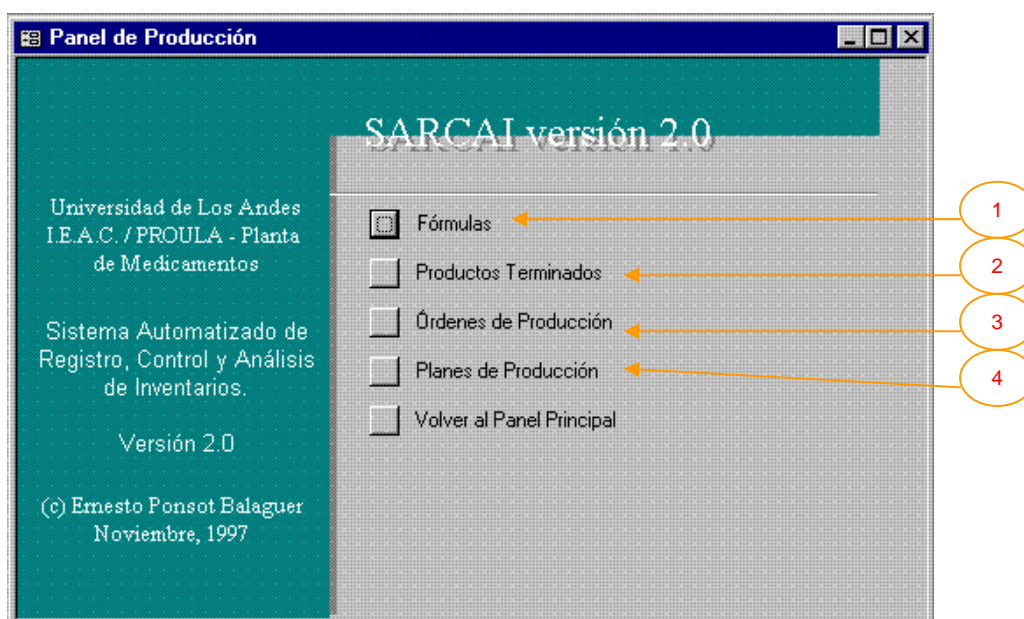 Panel de Producción
SARCAI versión 2.0
Universidad de Los Andes
I.E.A.C. / PROULA - Planta
de Medicamentos
Sistema Automatizado de
Registro, Control y Análisis
de Inventarios.
Versión 2.0
(c) Ernesto Ponsot Balaguer
Noviembre, 1997
Fórmulas
1
Productos Terminados
2
Órdenes de Producción
3
Planes de Producción
4
Volver al Panel Principal